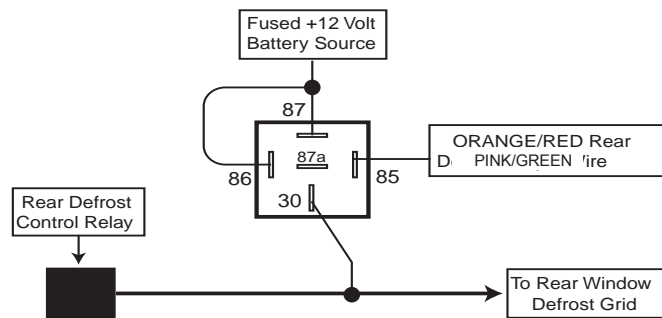 Fused +12 Volt
Battery Source
87
87a
86
85
30
ORANGE/RED Rear
PINK/GREEN
Rear Defrost
Control Relay
To Rear Window
Defrost Grid